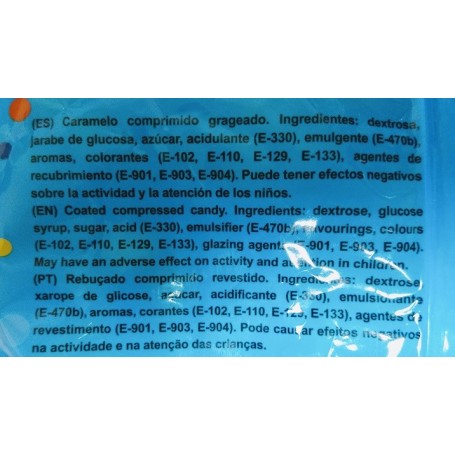 (ES) Caramelo comprimido grageado. Ingredientes: dextrosa,
jarabe de glucosa, azúcar, acidulante (E-330), emulgente (E-470b),
aromas, colorantes (E-102, E-110, E-129, E-133), agentes de
recubrimiento (E-901, E-903, E-904). Puede tener efectos negativos
sobre la actividad y la atención de los niños.
(EN) Coated compressed candy. Ingredients: dextrose, glucose
syrup, sugar, acid (E-330), emulsifier (E-470b), flavourings, colours
(E-102, E-110, E-129, E-133), glazing agents (E-901, E-903, E-904).
May have an adverse effect on activity and attention in children.
(PT) Rebuçado comprimido revestido. Ingredientes: dextrose,
xarope de glicose, açúcar, acidificante (E-330), emulsionante
(E-470b), aromas, corantes (E-102, E-110, E-129, E-133), agentes de
revestimento (E-901, E-903, E-904). Pode causar efeitos negativos
na actividade e na atenção das crianças.